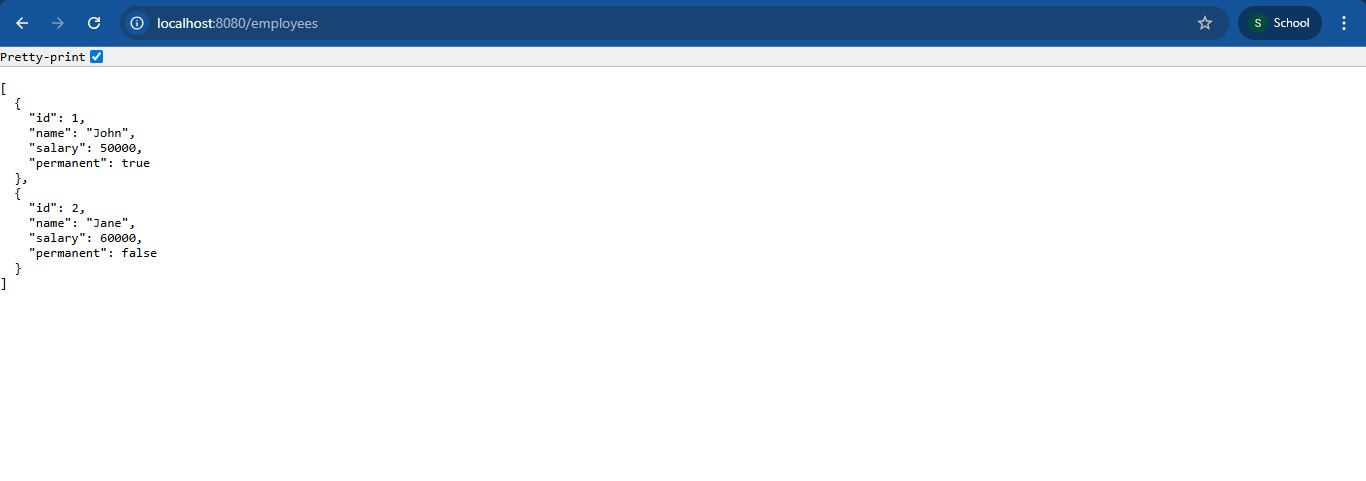 localhost:8080/employees
S School
Pretty-print
[
  {
    "id": 1,
    "name": "John",
    "salary": 50000,
    "permanent": true
  },
  {
    "id": 2,
    "name": "Jane",
    "salary": 60000,
    "permanent": false
  }
]